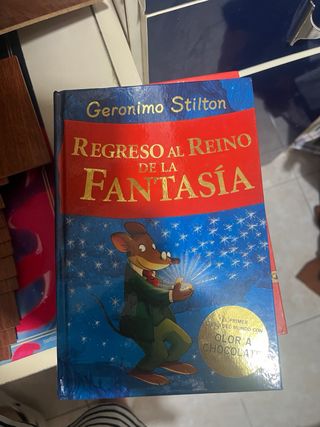 Geronimo Stilton
REGRESO AL REINO
DE LA
FANTASÍA
EL PRIMER
LIBRO DEL MUNDO CON
OLOR A
CHOCOLATE